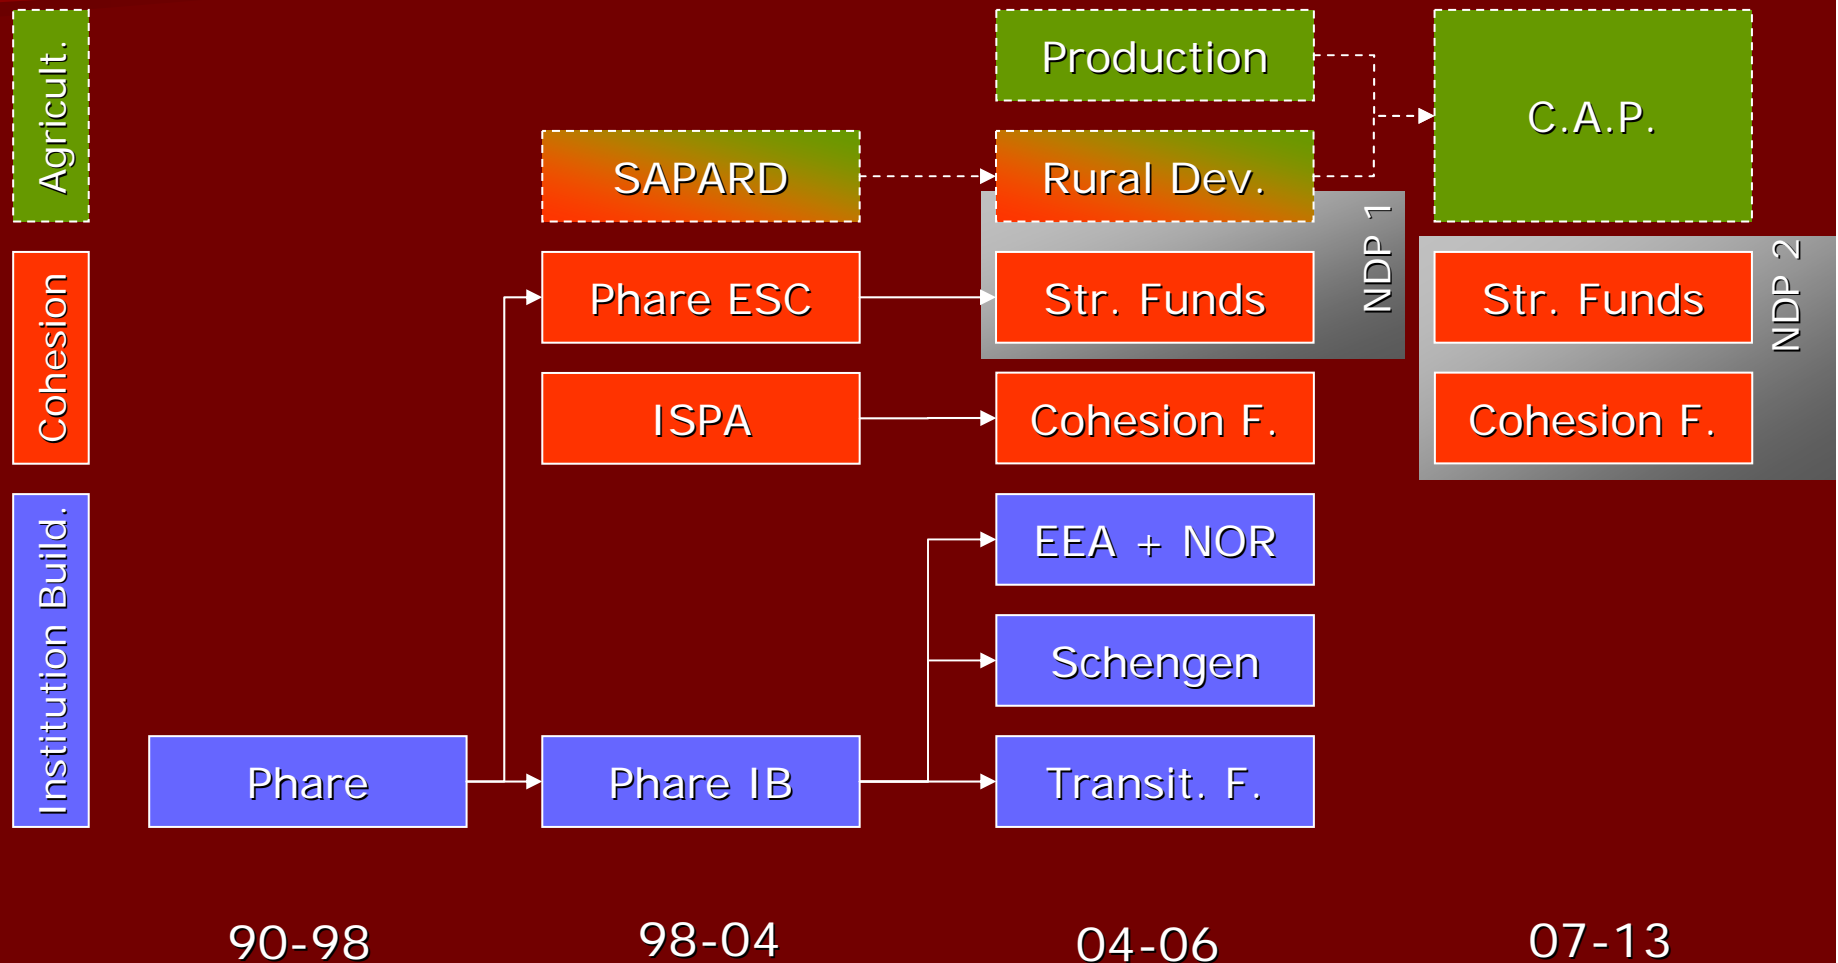 Agricult.
Production
C.A.P.
SAPARD
Rural Dev.
NDP 1
Cohesion
Phare ESC
Str. Funds
Str. Funds
NDP 2
ISPA
Cohesion F.
Cohesion F.
Institution Build.
EEA + NOR
Schengen
Phare
Phare IB
Transit. F.
90-98
98-04
04-06
07-13